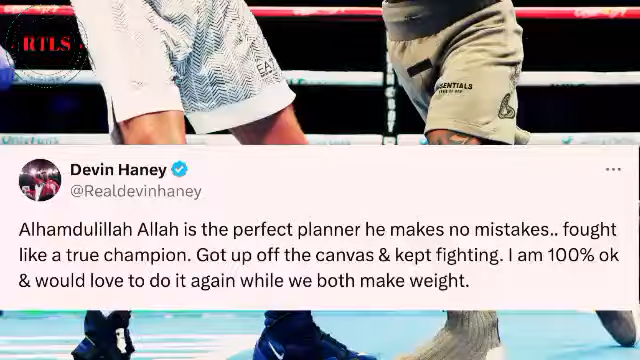 RTLS
EA7
ESSENTIALS
Devin Haney
@Realdevinhaney
Alhamdulillah Allah is the perfect planner he makes no mistakes.. fought
like a true champion. Got up off the canvas & kept fighting. I am 100% ok
& would love to do it again while we both make weight.